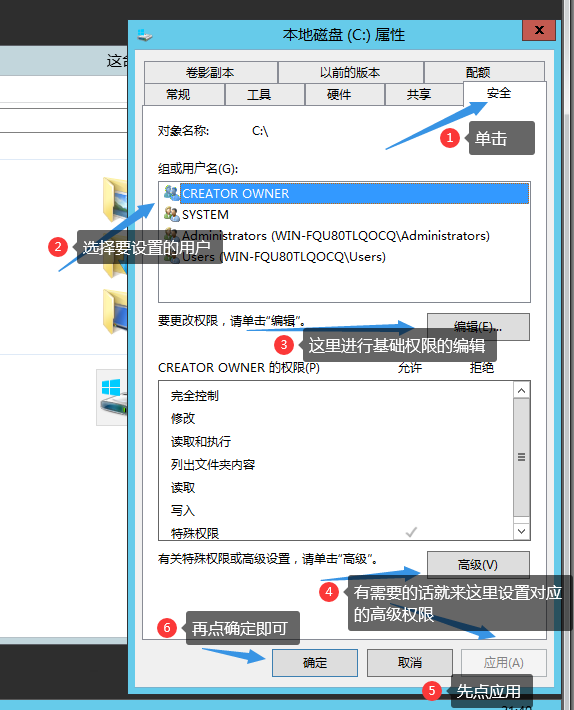 本地磁盘 (C:) 属性
x
这台
卷影副本
以前的版本
配额
常规
工具
硬件
共享
安全
1
单击
对象名称:
C:\
组或用户名(G):
CREATOR OWNER
SYSTEM
Administrators (WIN-FQU80TLQOCQ\Administrators)
2
选择要设置的用户
Users (WIN-FQU80TLQOCQ\Users)
要更改权限，请单击“编辑”。
编辑(E)...
3
这里进行基础权限的编辑
CREATOR OWNER 的权限(P)
允许
拒绝
完全控制
修改
读取和执行
列出文件夹内容
读取
写入
特殊权限
有关特殊权限或高级设置，请单击“高级”。
高级(V)
4
有需要的话就来这里设置对应
的高级权限
6
再点确定即可
确定
取消
应用(A)
5
先点应用